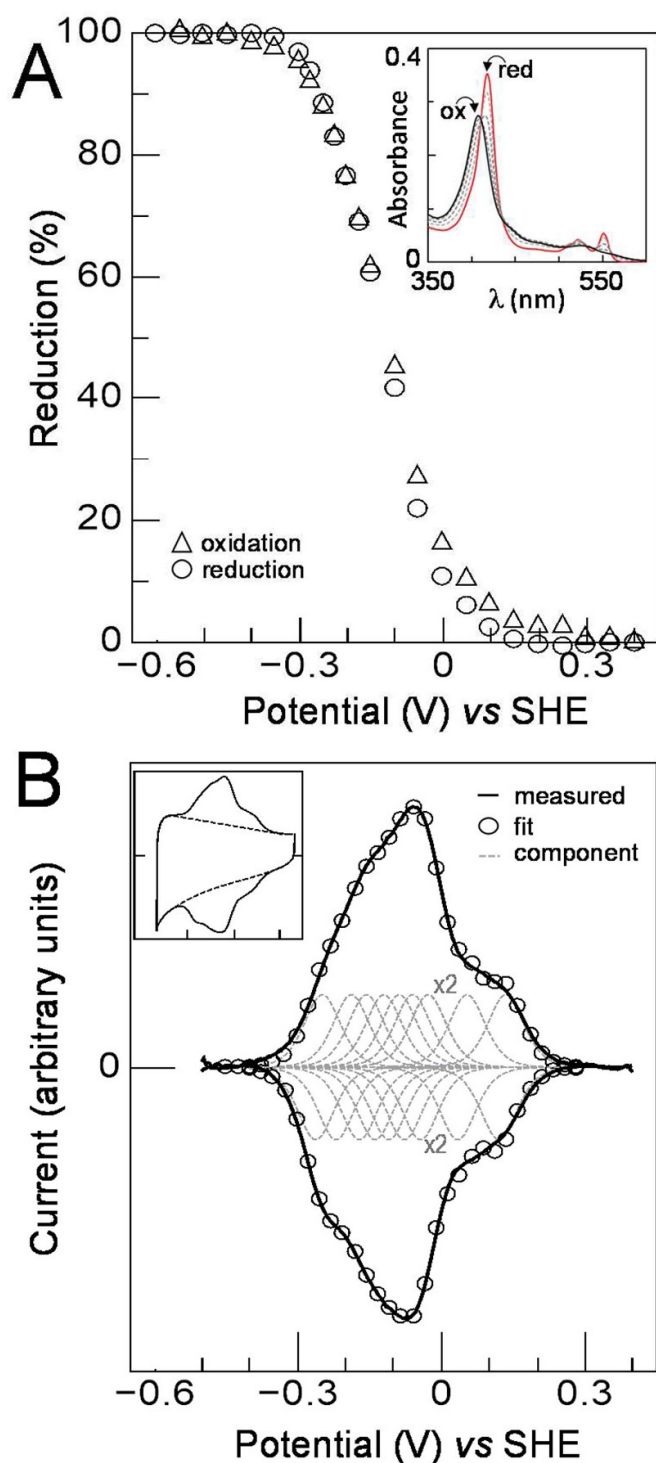 A
100
80
60
40
20
0
Reduction (%)
0.4
ox
red
Absorbance
0
350
550
λ (nm)
oxidation
reduction
−0.6
−0.3
0
0.3
Potential (V) vs SHE
B
measured
fit
component
x2
0
x2
Current (arbitrary units)
−0.6
−0.3
0
0.3
Potential (V) vs SHE